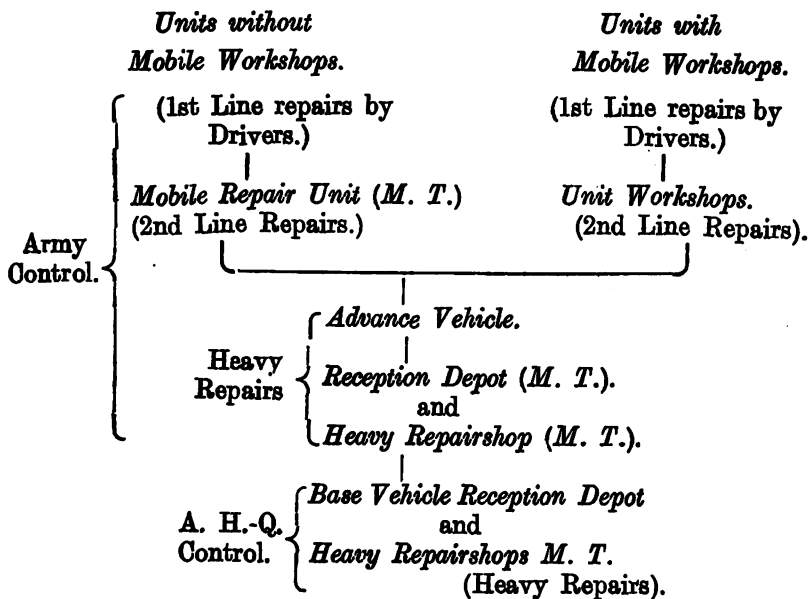 Units without
Mobile Workshops.
Units with
Mobile Workshops.
(1st Line repairs by
Drivers.)
(1st Line repairs by
Drivers.)
Mobile Repair Unit (M. T.)
(2nd Line Repairs.)
Unit Workshops.
(2nd Line Repairs).
Army
Control.
Advance Vehicle.
Heavy
Repairs
Reception Depot (M. T.).
and
Heavy Repairshop (M. T.).
A. H.-Q.
Control.
Base Vehicle Reception Depot
and
Heavy Repairshops M. T.
(Heavy Repairs).